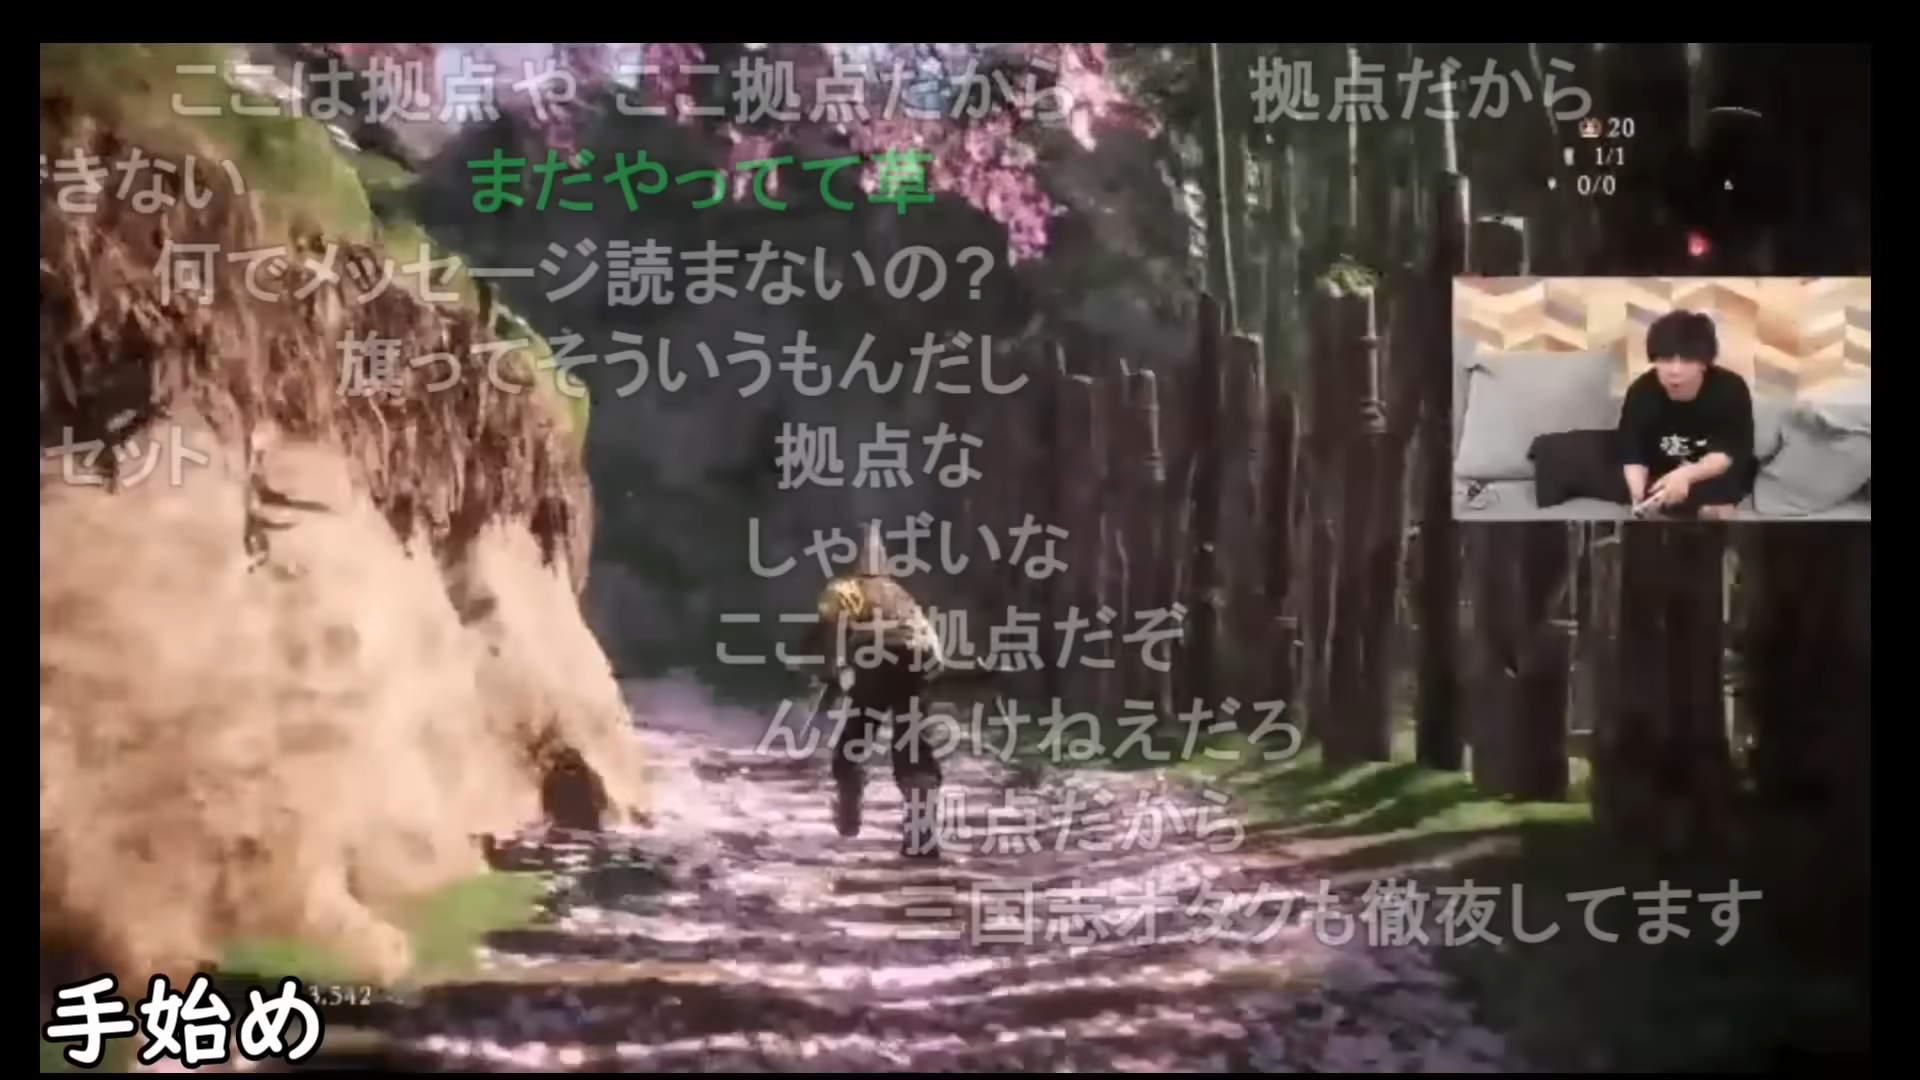 ここは拠点や ここ拠点だから 拠点だから
20
1/1
きない まだやってて草
0/0
何でメッセージ読まないの?
旗ってそういうもんだし
セット 拠点な
しゃばいな
ここは拠点だぞ
んなわけねえだろ
拠点だから
三国志オタクも徹夜してます
3,542
手始め